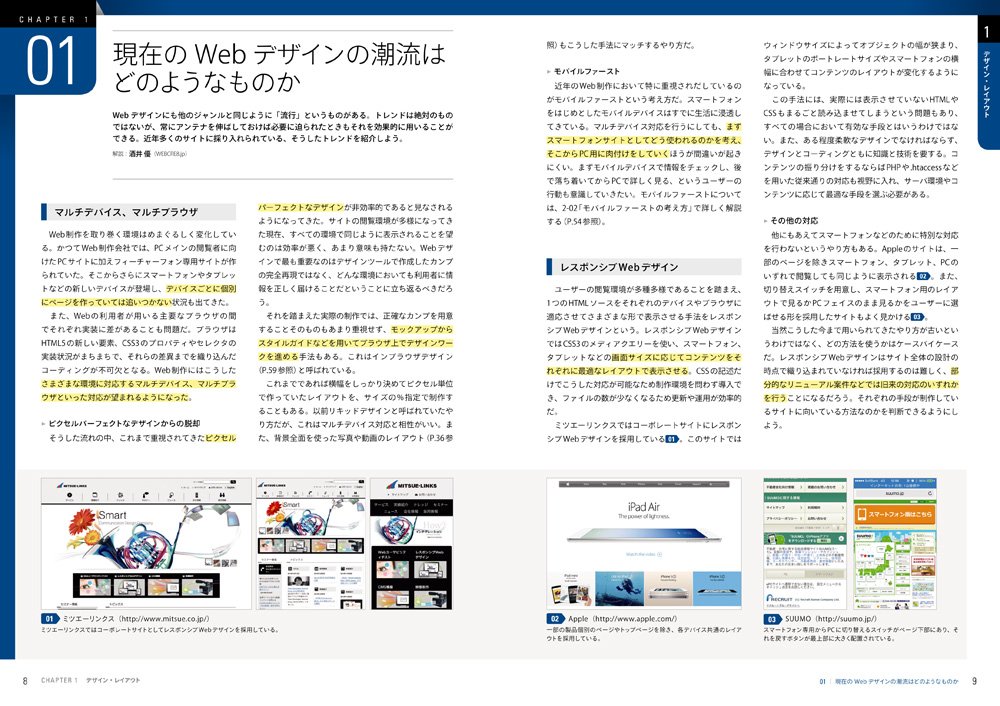 CHAPTER 1
01
現在の Web デザインの潮流は
どのようなものか
Web デザインにも他のジャンルと同じように「流行」というものがある。トレンドは絶対のもの
ではないが、常にアンテナを伸ばしておけば必要に迫られたときもそれを効果的に用いることが
できる。近年多くのサイトに採り入れられている、そうしたトレンドを紹介しよう。
解説:酒井 優(WEBCRE8.jp)
マルチデバイス、マルチブラウザ
Web制作を取り巻く環境はめまぐるしく変化してい
る。かつてWeb制作会社では、PCメインの閲覧者に向
けたPCサイトに加えフィーチャーフォン専用サイトが作
られていた。そこからさらにスマートフォンやタブレッ
トなどの新しいデバイスが登場し、デバイスごとに個別
にページを作っていては追いつかない状況も出てきた。
また、Webの利用者が用いる主要なブラウザの間
でそれぞれ実装に差があることも問題だ。ブラウザは
HTML5の新しい要素、CSS3のプロパティやセレクタの
実装状況がまちまちで、それらの差異までを織り込んだ
コーディングが不可欠となる。Web制作にはこうした
さまざまな環境に対応するマルチデバイス、マルチブラ
ウザといった対応が望まれるようになった。
▹ ピクセルパーフェクトなデザインからの脱却
そうした流れの中、これまで重視されてきたピクセル
パーフェクトなデザインが非効率的であると見なされる
ようになってきた。サイトの閲覧環境が多様になってき
た現在、すべての環境で同じように表示されることを望
むのは効率が悪く、あまり意味も持たない。Webデザ
インで最も重要なのはデザインツールで作成したカンプ
の完全再現ではなく、どんな環境においても利用者に情
報を正しく届けることだということに立ち返るべきだろ
う。
それを踏まえた実際の制作では、正確なカンプを用意
することそのものもあまり重視せず、モックアップから
スタイルガイドなどを用いてブラウザ上でデザインワー
クを進める手法もある。これはインブラウザデザイン
(P.59参照)と呼ばれている。
これまでであれば横幅をしっかり決めてピクセル単位
で作っていたレイアウトを、サイズの%指定で制作す
ることもある。以前リキッドデザインと呼ばれていたや
り方だが、これはマルチデバイス対応と相性がいい。ま
た、背景全面を使った写真や動画のレイアウト(P.36参
照)もこうした手法にマッチするやり方だ。
▹ モバイルファースト
近年のWeb制作において特に重視されだしているの
がモバイルファーストという考え方だ。スマートフォン
をはじめとしたモバイルデバイスはすでに生活に浸透し
てきている。マルチデバイス対応を行うにしても、まず
スマートフォンサイトとしてどう使われるのかを考え、
そこからPC用に肉付けをしていくほうが間違いが起き
にくい。まずモバイルデバイスで情報をチェックし、後
で落ち着いてからPCで詳しく見る、というユーザーの
行動も意識していきたい。モバイルファーストについて
は、2-02「モバイルファーストの考え方」で詳しく解説
する(P.54参照)。
レスポンシブWebデザイン
ユーザーの閲覧環境が多種多様であることを踏まえ、
1つのHTMLソースをそれぞれのデバイスやブラウザに
適応させてさまざまな形で表示させる手法をレスポン
シブWebデザインという。レスポンシブWebデザイン
ではCSS3のメディアクエリーを使い、スマートフォン、
タブレットなどの画面サイズに応じてコンテンツをそ
れぞれに最適なレイアウトで表示させる。CSSの記述だ
けでこうした対応が可能なため制作環境を問わず導入で
き、ファイルの数が少なくなるため更新や運用が効率的
だ。
ミツエーリンクスではコーポレートサイトにレスポン
シブWebデザインを採用している01。このサイトでは
ウィンドウサイズによってオブジェクトの幅が狭まり、
タブレットのポートレートサイズやスマートフォンの横
幅に合わせてコンテンツのレイアウトが変化するように
なっている。
この手法には、実際には表示させていないHTMLや
CSSもまるごと読み込ませてしまうという問題もあり、
すべての場合において有効な手段とはいうわけではな
い。また、ある程度柔軟なデザインでなければならず、
デザインとコーディングともに知識と技術を要する。コ
ンテンツの振り分けをするならばPHPや.htaccessなど
を用いた従来通りの対応も視野に入れ、サーバ環境やコ
ンテンツに応じて最適な手段を選ぶ必要がある。
▹ その他の対応
他にもあえてスマートフォンなどのために特別な対応
を行わないというやり方もある。Appleのサイトは、一
部のページを除きスマートフォン、タブレット、PCの
いずれで閲覧しても同じように表示される02。また、
切り替えスイッチを用意し、スマートフォン用のレイア
ウトで見るかPCフェイスのまま見るかをユーザーに選
ばせる形を採用したサイトもよく見かける03。
当然こうした今まで用いられてきたやり方が古いとい
うわけではなく、どの方法を使うかはケースバイケース
だ。レスポンシブWebデザインはサイト全体の設計の
時点で織り込まれていなければ採用するのは難しく、部
分的なリニューアル案件などでは旧来の対応のいずれか
を行うことになるだろう。それぞれの手段が制作してい
るサイトに向いている方法なのかを判断できるようにし
よう。
1
デザイン・レイアウト
MITSUE-LINKS
iSmart
iSmart
MITSUE-LINKS
iPad Air
The power of lightness.
SUUMO
RECRUIT
suumo.jp
スマートフォン版はこちら
01 ミツエーリンクス(http://www.mitsue.co.jp/)
ミツエーリンクスではコーポレートサイトとしてレスポンシブWebデザインを採用している。
02 Apple(http://www.apple.com/)
一部の製品個別のページやトップページを除き、各デバイス共通のレイア
ウトを採用している。
03 SUUMO(http://suumo.jp/)
スマートフォン専用からPCに切り替えるスイッチがページ下部にあり、そ
れを戻すボタンが最上部に大きく配置されている。
8 CHAPTER 1 デザイン・レイアウト
01 | 現在の Web デザインの潮流はどのようなものか 9